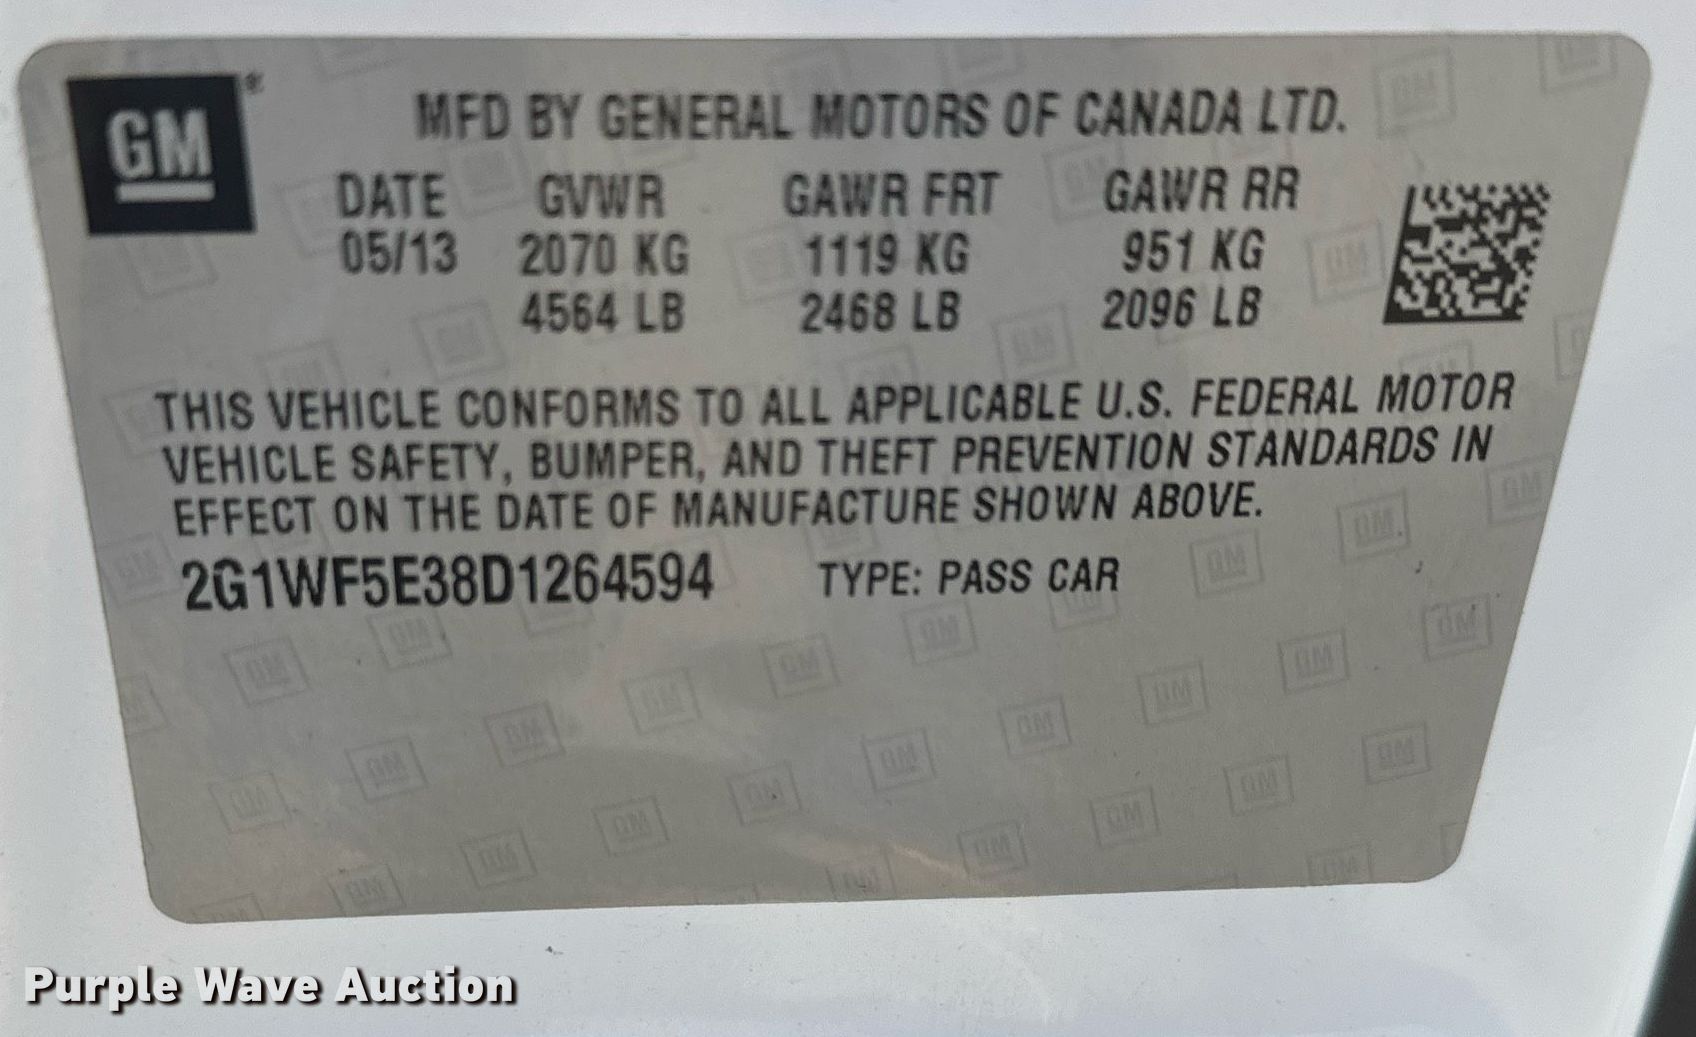 GM ®
MFD BY GENERAL MOTORS OF CANADA LTD.
DATE GVWR GAWR FRT GAWR RR
05/13 2070 KG 1119 KG 951 KG
4564 LB 2468 LB 2096 LB
THIS VEHICLE CONFORMS TO ALL APPLICABLE U.S. FEDERAL MOTOR
VEHICLE SAFETY, BUMPER, AND THEFT PREVENTION STANDARDS IN
EFFECT ON THE DATE OF MANUFACTURE SHOWN ABOVE.
2G1WF5E38D1264594 TYPE: PASS CAR
Purple Wave Auction